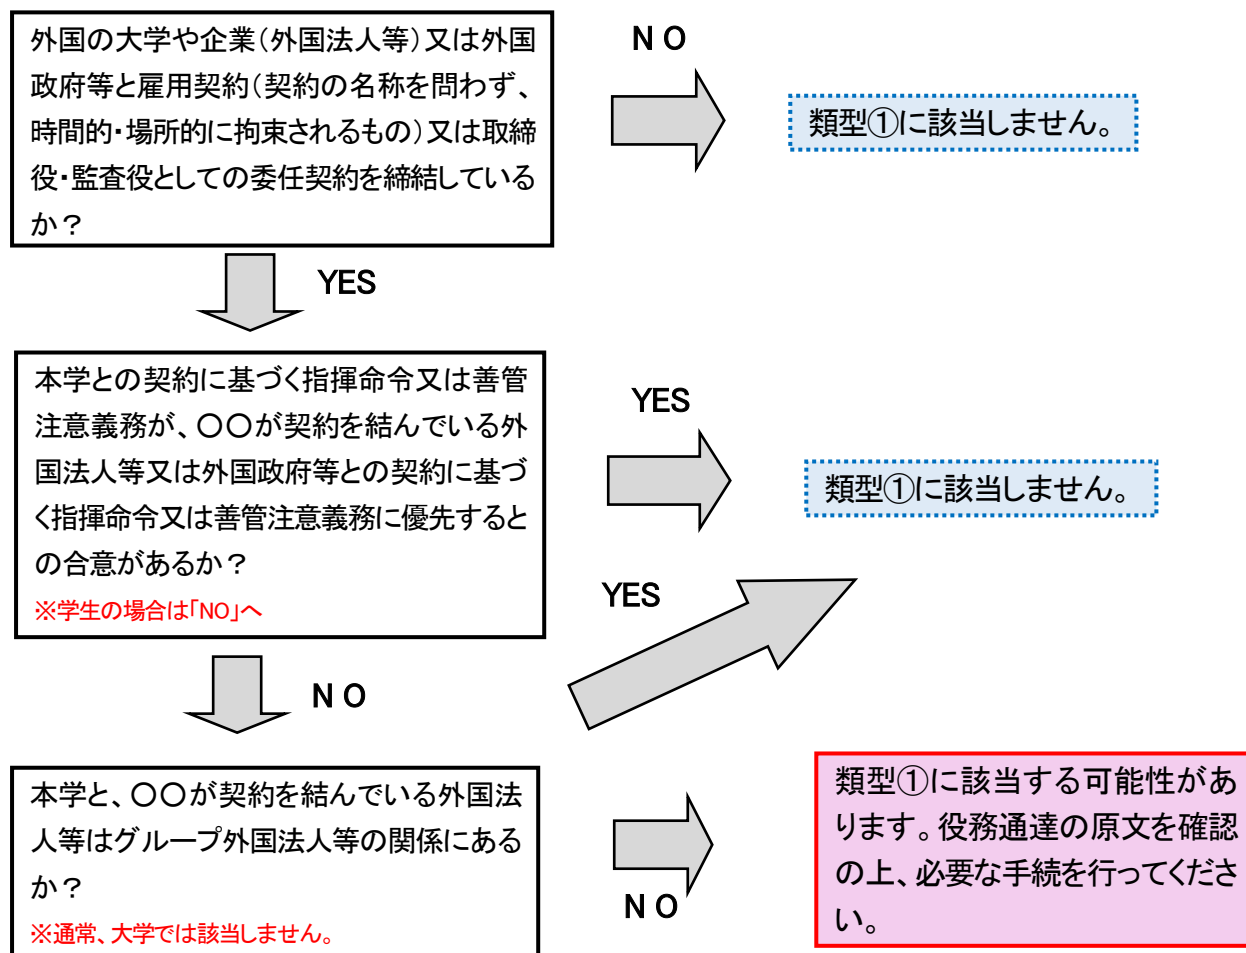 外国の大学や企業(外国法人等)又は外国
政府等と雇用契約(契約の名称を問わず、
時間的・場所的に拘束されるもの)又は取締
役・監査役としての委任契約を締結している
か？
NO
類型①に該当しません。
YES
本学との契約に基づく指揮命令又は善管
注意義務が、〇〇が契約を結んでいる外
国法人等又は外国政府等との契約に基づ
く指揮命令又は善管注意義務に優先すると
の合意があるか？
※学生の場合は「NO」へ
YES
類型①に該当しません。
YES
NO
本学と、〇〇が契約を結んでいる外国法
人等はグループ外国法人等の関係にある
か？
※通常、大学では該当しません。
NO
類型①に該当する可能性があ
ります。役務通達の原文を確認
の上、必要な手続を行ってくださ
い。